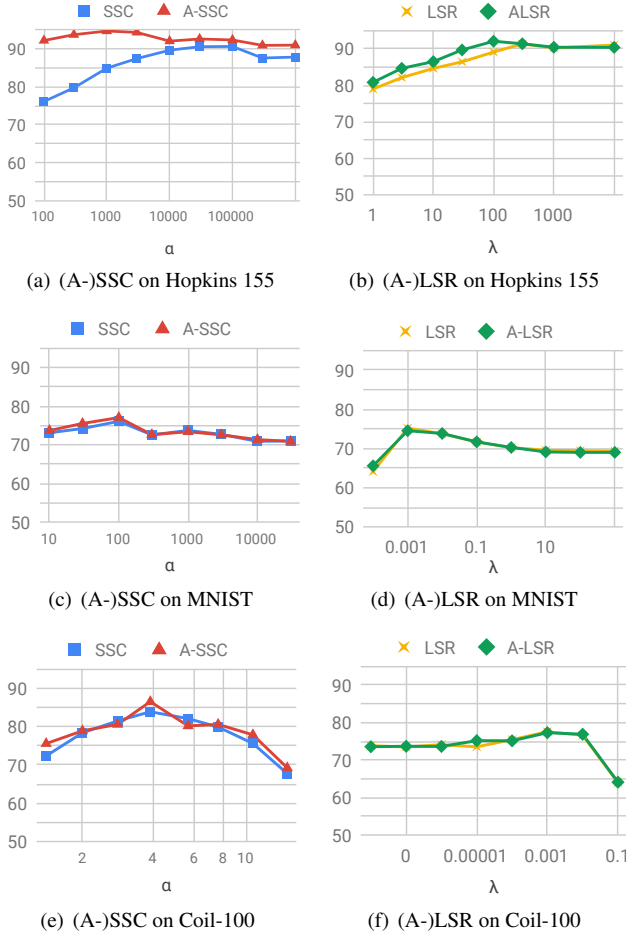 SSC A-SSC
90
80
70
60
50
100 1000 10000 100000
α
(a) (A-)SSC on Hopkins 155
LSR ALSR
90
80
70
60
50
1 10 100 1000
λ
(b) (A-)LSR on Hopkins 155
SSC A-SSC
90
80
70
60
50
10 100 1000 10000
α
(c) (A-)SSC on MNIST
LSR A-LSR
90
80
70
60
50
0.001 0.1 10
λ
(d) (A-)LSR on MNIST
SSC A-SSC
90
80
70
60
50
2 4 6 8 10
α
(e) (A-)SSC on Coil-100
LSR A-LSR
90
80
70
60
50
0 0.00001 0.001 0.1
λ
(f) (A-)LSR on Coil-100